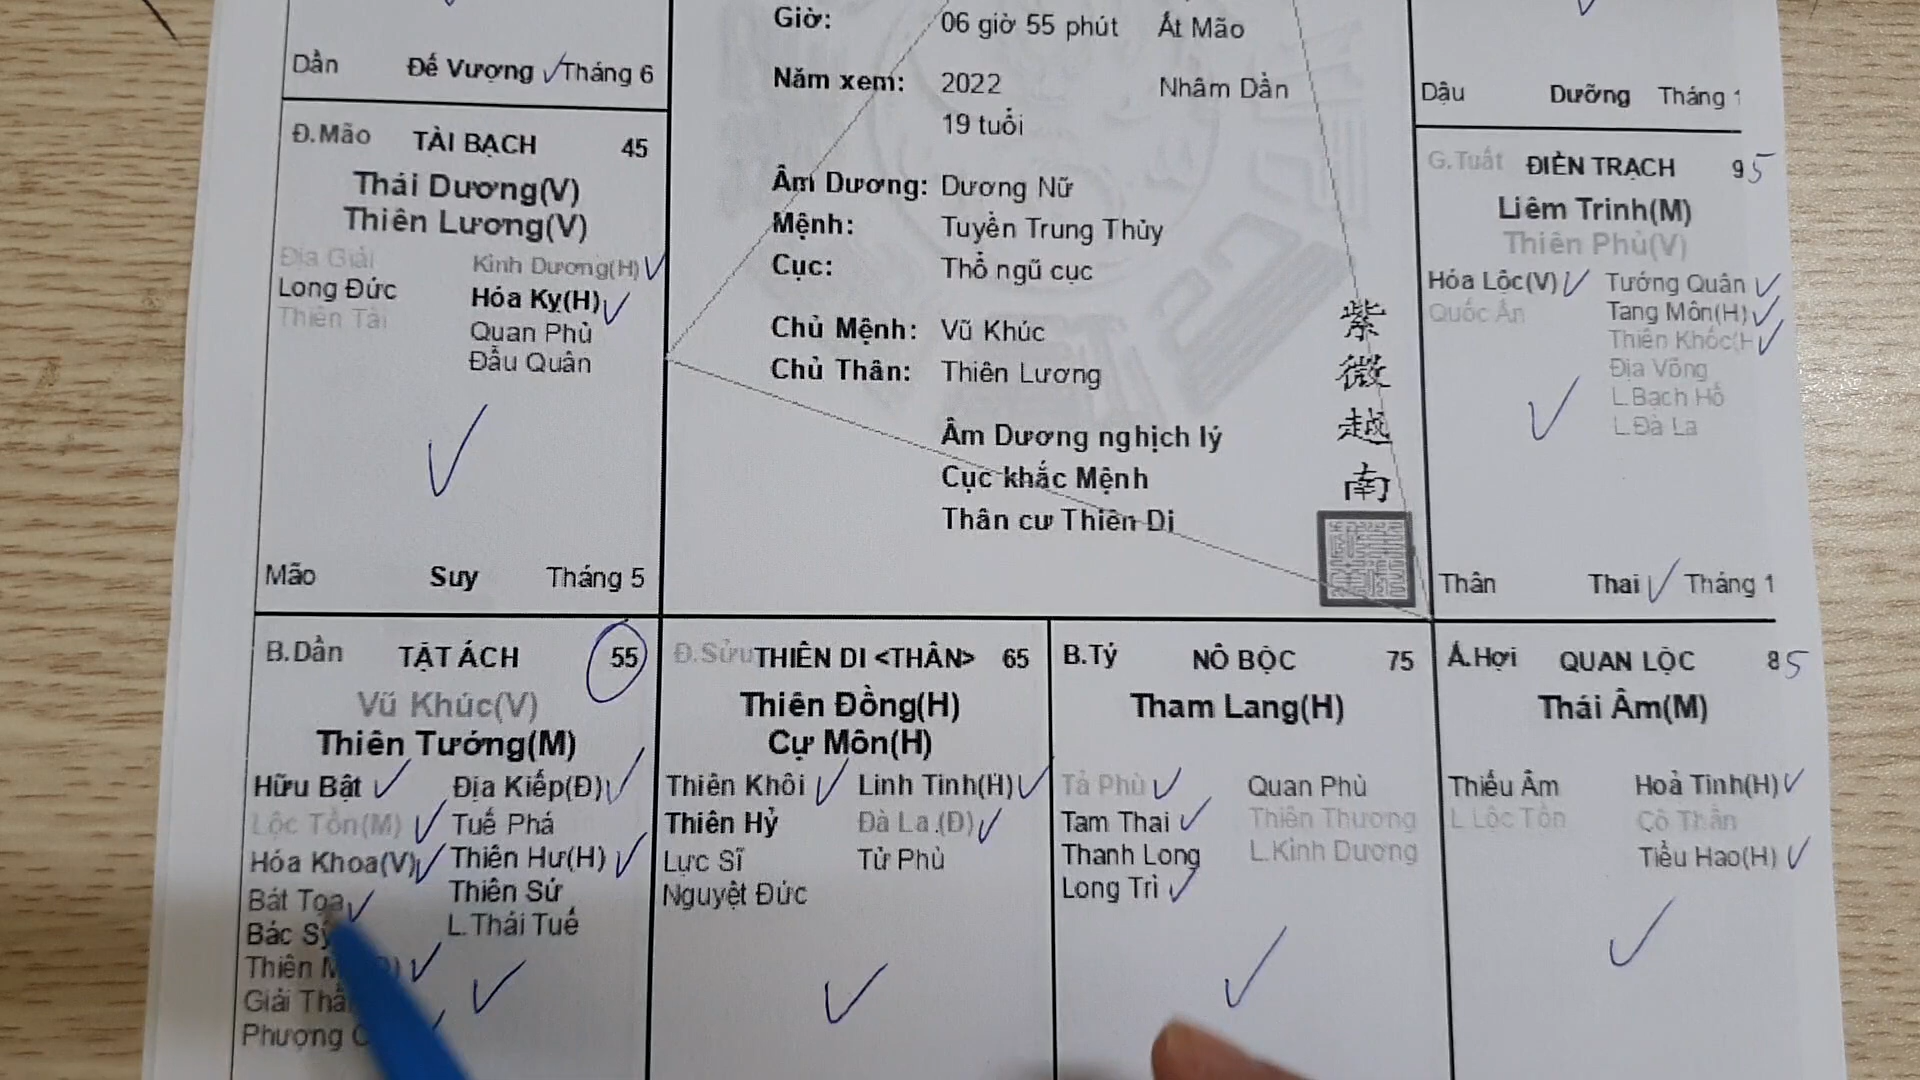 Giờ: 06 giờ 55 phút Ất Mão
Dần Đế Vượng Tháng 6
Năm xem: 2022 Nhâm Dần
19 tuổi
Dậu Dưỡng Tháng 1
Đ.Mão TÀI BẠCH 45
Thái Dương(V)
Thiên Lương(V)
Địa Giải Kình Dương(H)
Long Đức Hóa Kỵ(H)
Thiên Tài Quan Phủ
Đẩu Quân
Mão Suy Tháng 5
Âm Dương: Dương Nữ
Mệnh: Tuyền Trung Thủy
Cục: Thổ ngũ cục
Chủ Mệnh: Vũ Khúc
Chủ Thân: Thiên Lương
Âm Dương nghịch lý
Cục khắc Mệnh
Thân cư Thiên Di
紫
微
越
南
G.Tuất ĐIỀN TRẠCH 95
Liêm Trinh(M)
Thiên Phủ(V)
Hóa Lộc(V) Tướng Quân
Quốc Ấn Tang Môn(H)
Thiên Khốc(H
Địa Võng
L.Bạch Hổ
L.Đà La
Thân Thai Tháng 1
B.Dần TẬT ÁCH 55
Vũ Khúc(V)
Thiên Tướng(M)
Hữu Bật Địa Kiếp(Đ)
Lộc Tồn(M) Tuế Phá
Hóa Khoa(V) Thiên Hư(H)
Bát Tọa Thiên Sứ
Bác Sỹ L.Thái Tuế
Thiên
Giải
Phượng
Đ.Sửu THIÊN DI <THÂN> 65
Thiên Đồng(H)
Cự Môn(H)
Thiên Khôi Linh Tinh(H)
Thiên Hỷ Đà La.(Đ)
Lực Sĩ Tử Phù
Nguyệt Đức
B.Tý NÔ BỘC 75
Tham Lang(H)
Tả Phù Quan Phù
Tam Thai Thiên Thương
Thanh Long L.Kình Dương
Long Trì
Ấ.Hợi QUAN LỘC 85
Thái Âm(M)
Thiếu Âm Hoả Tinh(H)
L Lộc Tồn Cô Thần
Tiểu Hao(H)